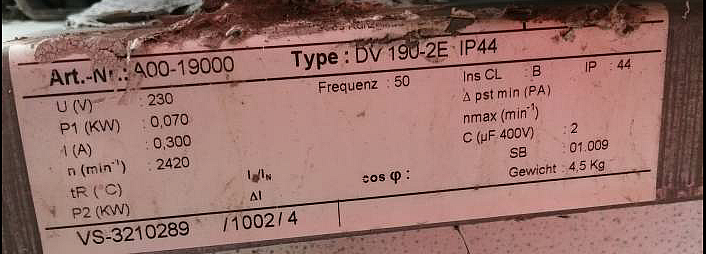 Art.-Nr.: A00-19000 Type : DV 190-2E IP44
U (V) : 230 Frequenz : 50 Ins CL : B IP : 44
P1 (KW) : 0,070 Δ pst min (PA)
I (A) : 0,300 nmax (min⁻¹)
n (min⁻¹) : 2420 C (µF 400V) : 2
tR (°C) I_A/I_N cos φ : SB : 01.009
P2 (KW) ΔI Gewicht : 4,5 Kg
VS-3210289 /1002/4